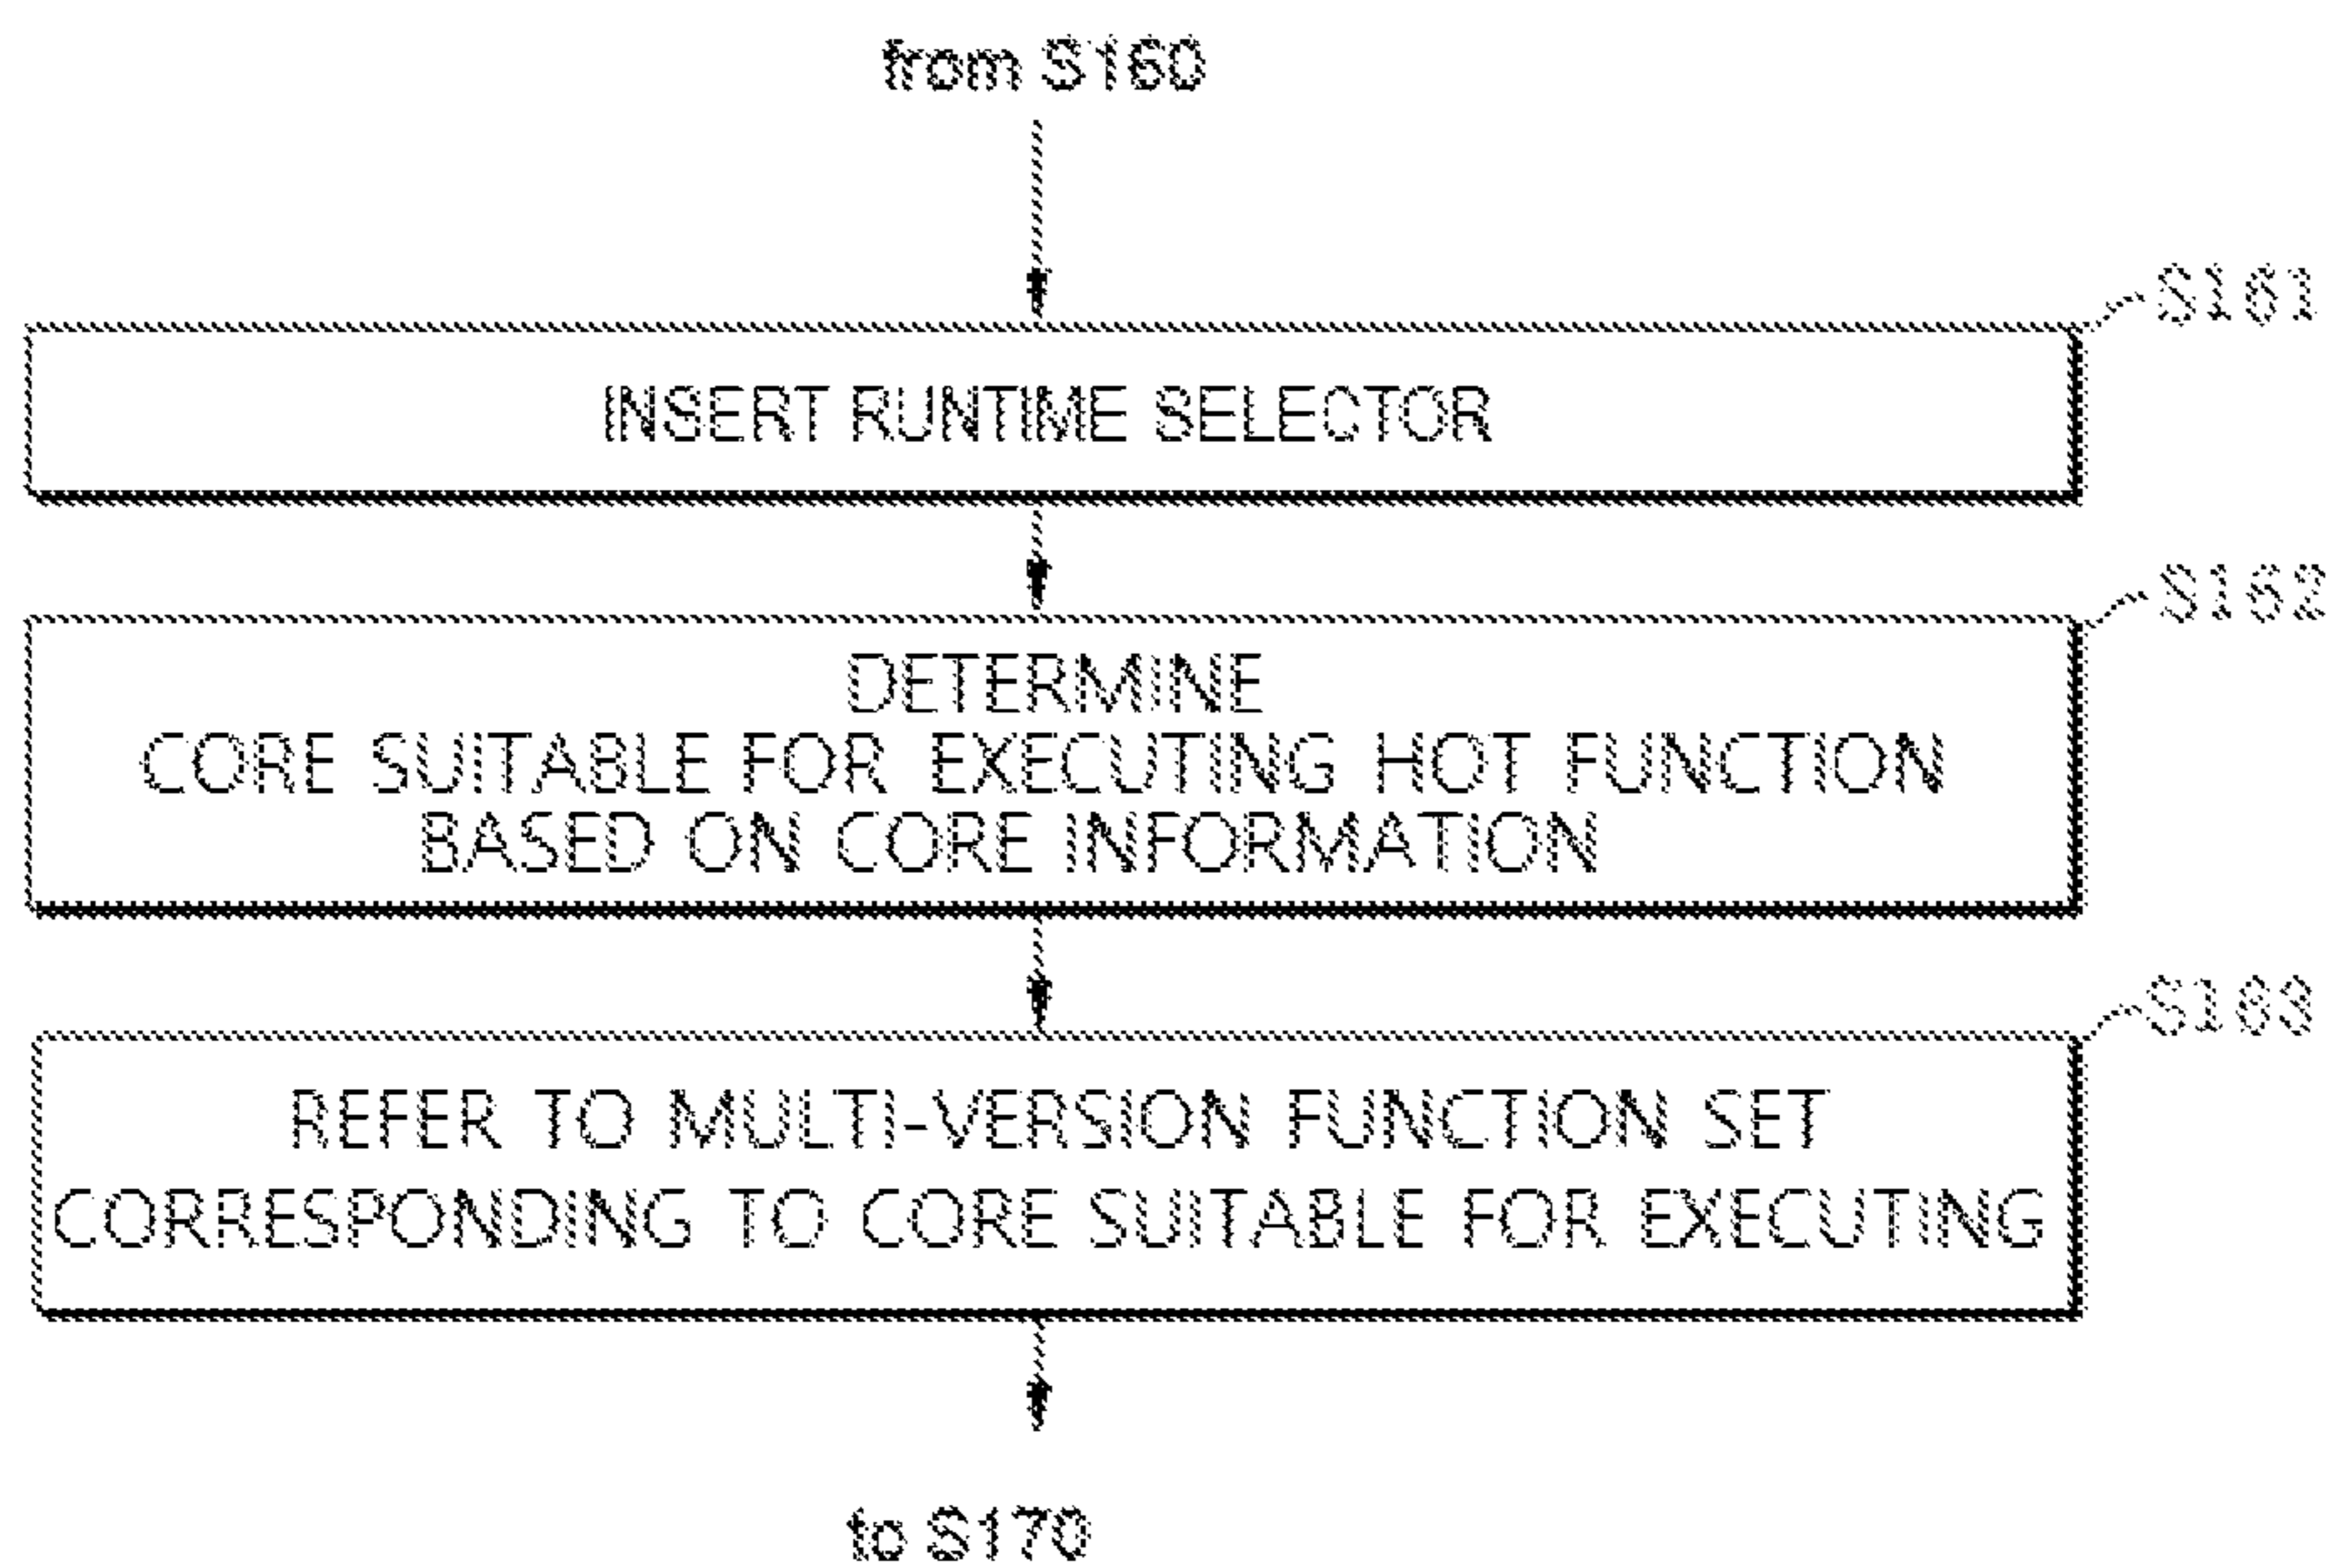 from S160
S161
INSERT RUNTIME SELECTOR
S162
DETERMINE
CORE SUITABLE FOR EXECUTING HOT FUNCTION
BASED ON CORE INFORMATION
S163
REFER TO MULTI-VERSION FUNCTION SET
CORRESPONDING TO CORE SUITABLE FOR EXECUTING
to S170